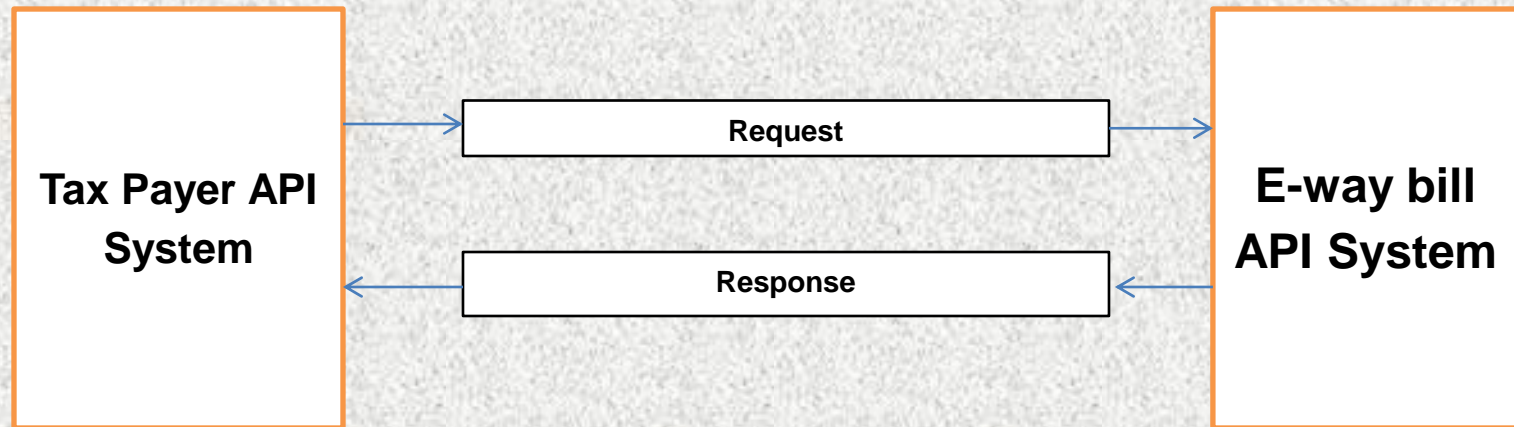 Tax Payer API
System
Request
Response
E-way bill
API System